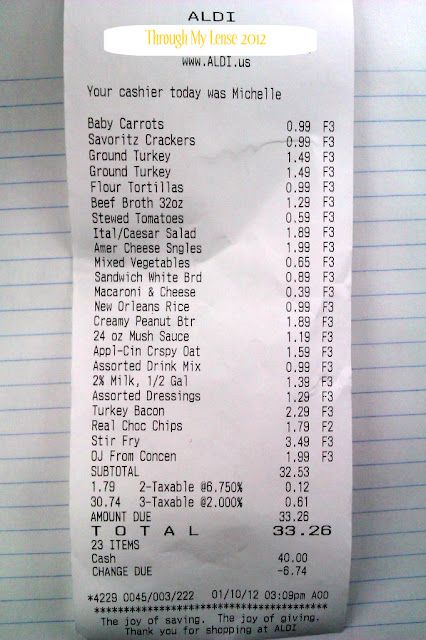 ALDI
Through My Lense 2012
www.ALDI.us
Your cashier today was Michelle
Baby Carrots 0.99 F3
Savoritz Crackers 0.99 F3
Ground Turkey 1.49 F3
Ground Turkey 1.49 F3
Flour Tortillas 0.99 F3
Beef Broth 32oz 1.29 F3
Stewed Tomatoes 0.59 F3
Ital/Caesar Salad 1.89 F3
Amer Cheese Sngles 1.99 F3
Mixed Vegetables 0.65 F3
Sandwich White Brd 0.89 F3
Macaroni & Cheese 0.39 F3
New Orleans Rice 0.99 F3
Creamy Peanut Btr 1.89 F3
24 oz Mush Sauce 1.19 F3
Appl-Cin Crspy Oat 1.59 F3
Assorted Drink Mix 0.99 F3
2% Milk, 1/2 Gal 1.39 F3
Assorted Dressings 1.29 F3
Turkey Bacon 2.29 F3
Real Choc Chips 1.79 F2
Stir Fry 3.49 F3
OJ From Concen 1.99 F3
SUBTOTAL 32.53
1.79 2-Taxable @6.750% 0.12
30.74 3-Taxable @2.000% 0.61
AMOUNT DUE 33.26
TOTAL 33.26
23 ITEMS
Cash 40.00
CHANGE DUE -6.74
*4229 0045/003/222 01/10/12 03:09pm A00
****************************************
The joy of saving. The joy of giving.
Thank you for shopping at ALDI